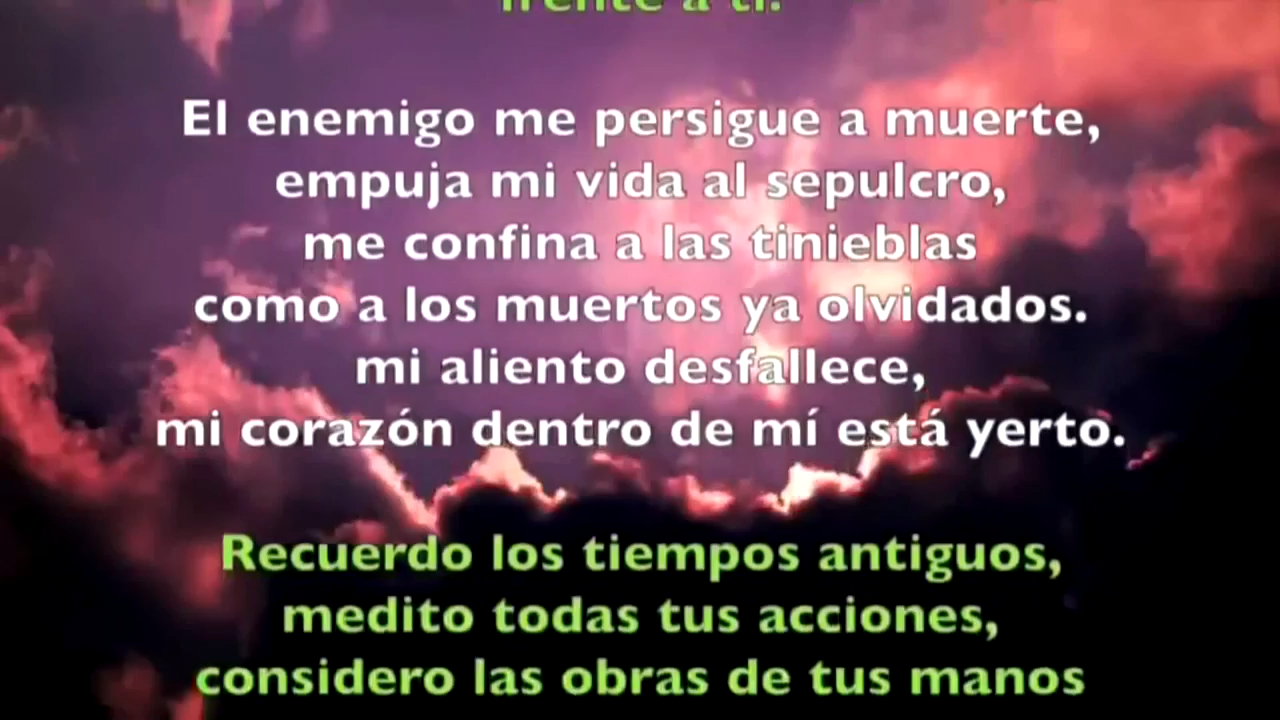 frente a ti.
El enemigo me persigue a muerte,
empuja mi vida al sepulcro,
me confina a las tinieblas
como a los muertos ya olvidados.
mi aliento desfallece,
mi corazón dentro de mí está yerto.
Recuerdo los tiempos antiguos,
medito todas tus acciones,
considero las obras de tus manos